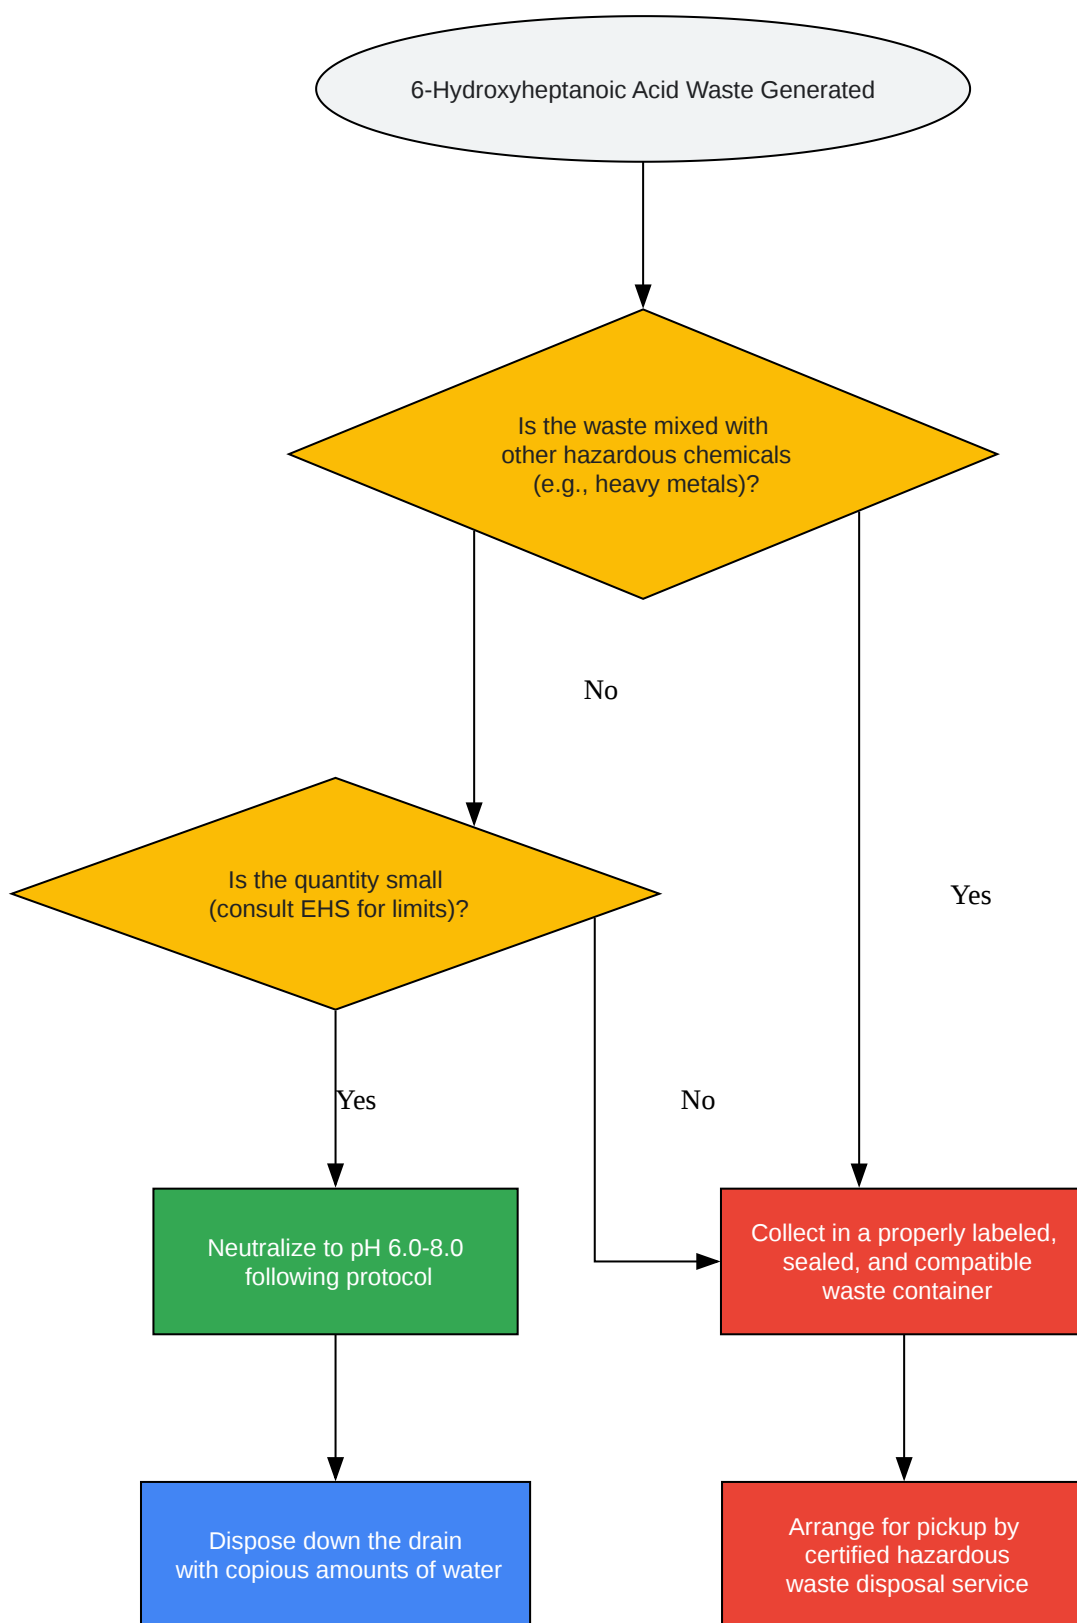 6-Hydroxyheptanoic Acid Waste Generated
Is the waste mixed with
other hazardous chemicals
(e.g., heavy metals)?
No
Yes
Is the quantity small
(consult EHS for limits)?
Yes
No
Neutralize to pH 6.0-8.0
following protocol
Collect in a properly labeled,
sealed, and compatible
waste container
Dispose down the drain
with copious amounts of water
Arrange for pickup by
certified hazardous
waste disposal service